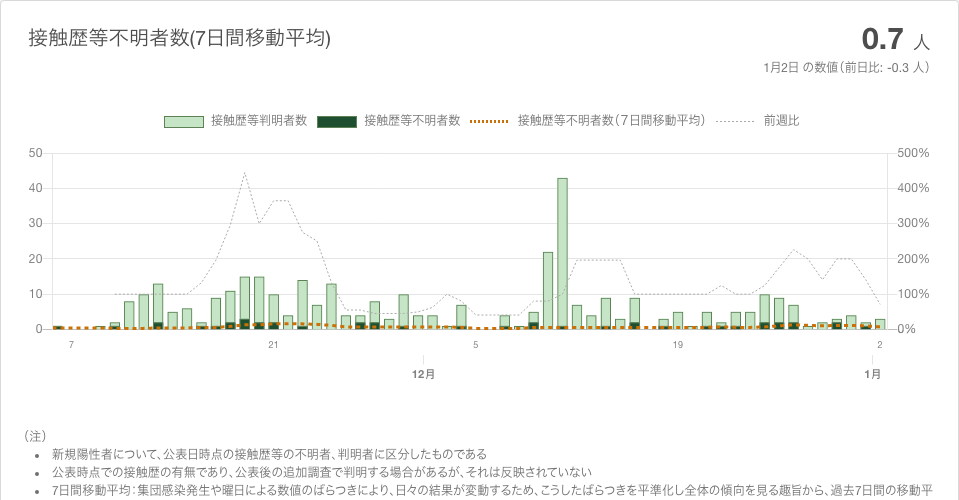 接触歴等不明者数(7日間移動平均)
0.7 人
1月2日 の数値(前日比: -0.3 人)
接触歴等判明者数 接触歴等不明者数 接触歴等不明者数(7日間移動平均) 前週比
50 500%
40 400%
30 300%
20 200%
10 100%
0 0%
7 21 5 19 2
12月 1月
(注)
• 新規陽性者について、公表日時点の接触歴等の不明者、判明者に区分したものである
• 公表時点での接触歴の有無であり、公表後の追加調査で判明する場合があるが、それは反映されていない
• 7日間移動平均：集団感染発生や曜日による数値のばらつきにより、日々の結果が変動するため、こうしたばらつきを平準化し全体の傾向を見る趣旨から、過去7日間の移動平